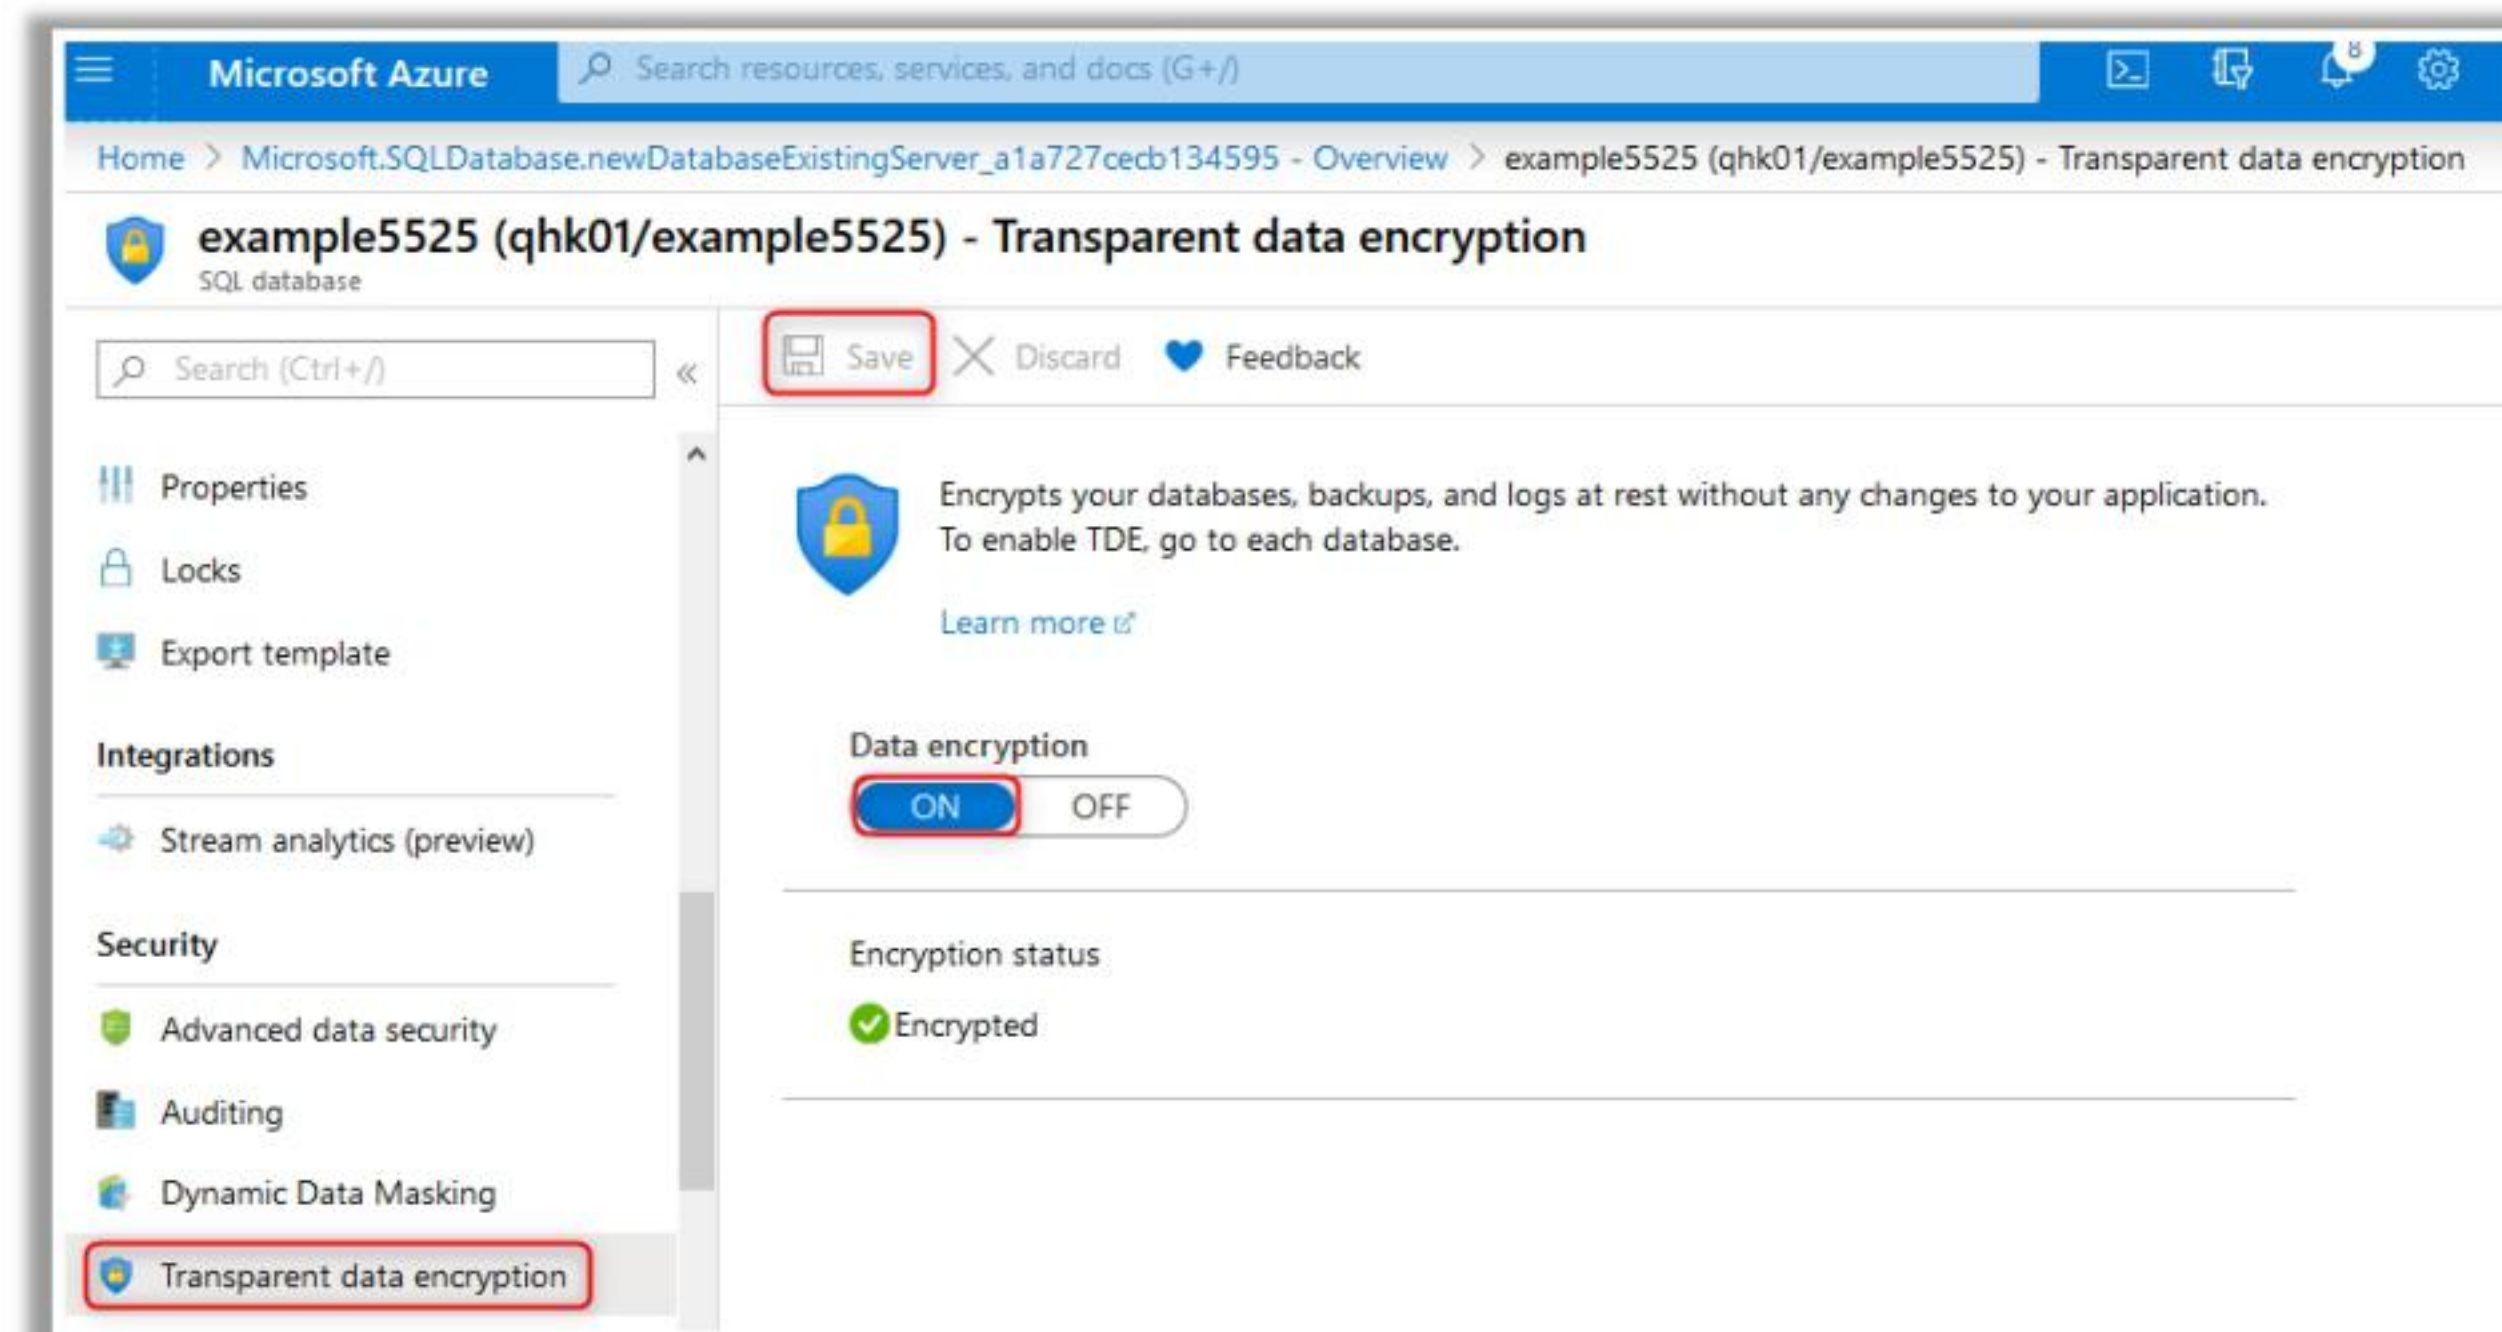 Microsoft Azure
Search resources, services, and docs (G+/)
8
Home > Microsoft.SQLDatabase.newDatabaseExistingServer_a1a727cecb134595 - Overview > example5525 (qhk01/example5525) - Transparent data encryption
example5525 (qhk01/example5525) - Transparent data encryption
SQL database
Search (Ctrl+/)
«
Properties
Locks
Export template
Integrations
Stream analytics (preview)
Security
Advanced data security
Auditing
Dynamic Data Masking
Transparent data encryption
Save Discard Feedback
Encrypts your databases, backups, and logs at rest without any changes to your application.
To enable TDE, go to each database.
Learn more
Data encryption
ON OFF
Encryption status
Encrypted